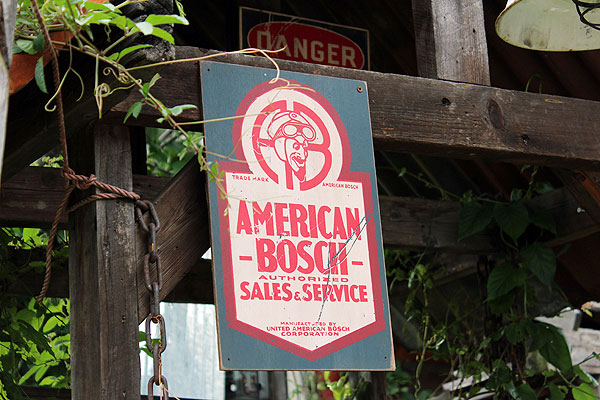 DANGER
TRADE MARK
AMERICAN BOSCH
AMERICAN
-BOSCH-
AUTHORIZED
SALES & SERVICE
MANUFACTURED BY
UNITED AMERICAN BOSCH
CORPORATION